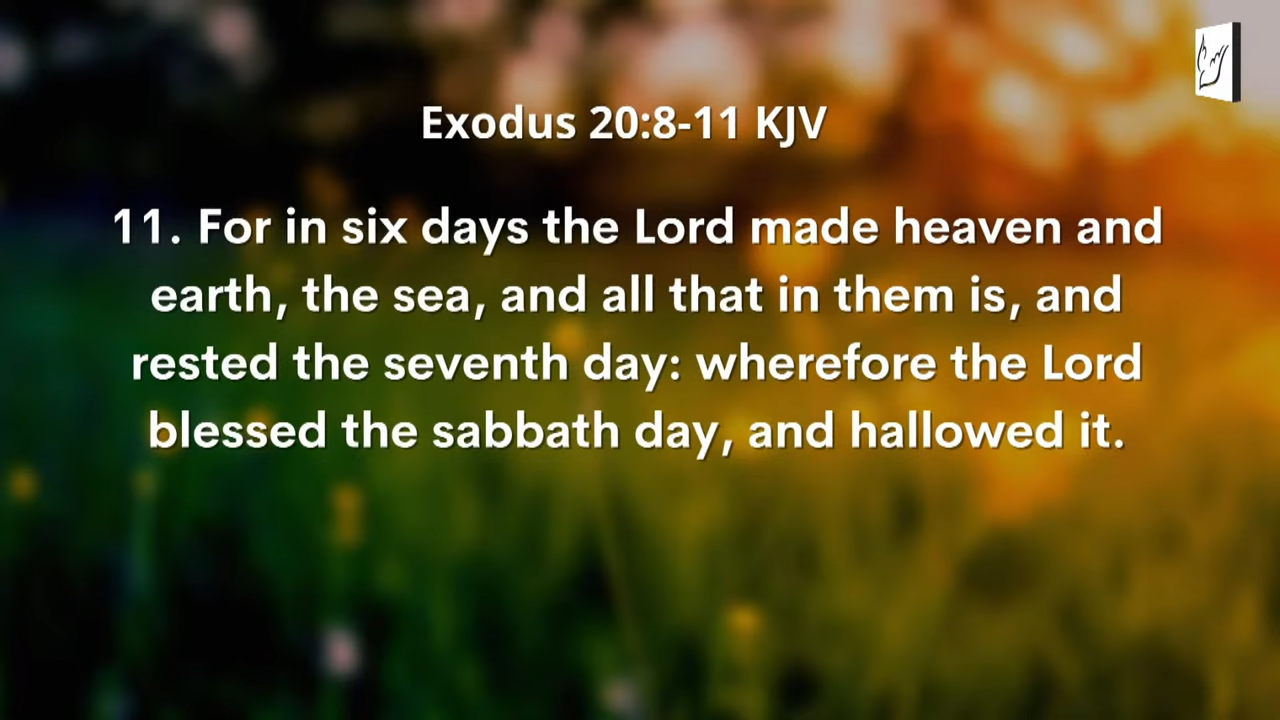 Exodus 20:8-11 KJV
11. For in six days the Lord made heaven and
earth, the sea, and all that in them is, and
rested the seventh day: wherefore the Lord
blessed the sabbath day, and hallowed it.